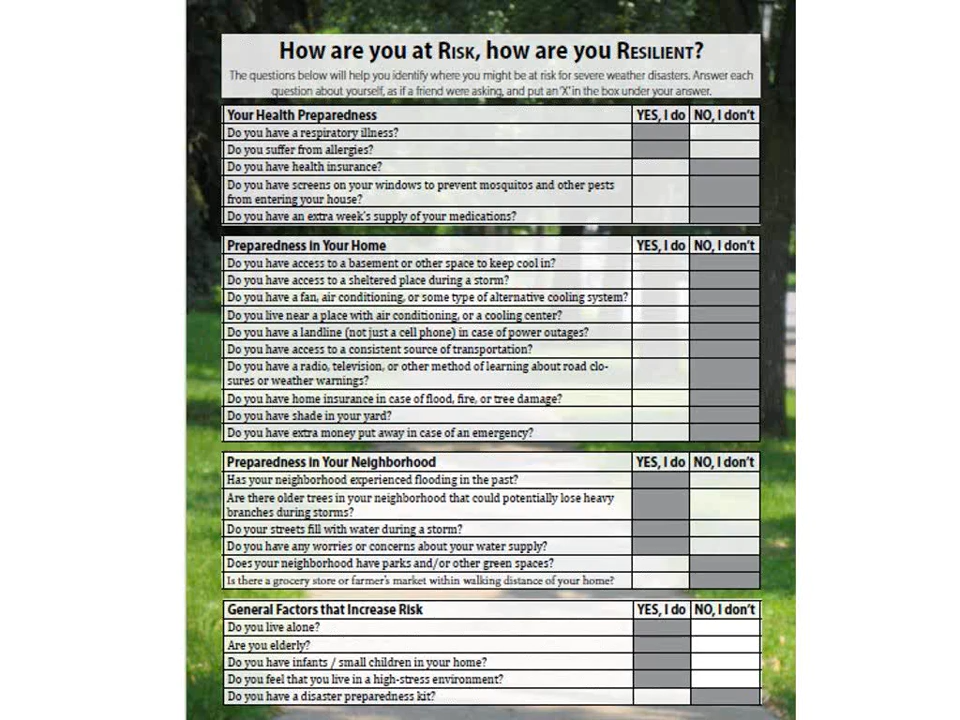 How are you at Risk, how are you Resilient?
The questions below will help you identify where you might be at risk for severe weather disasters. Answer each
question about yourself, as if a friend were asking, and put an 'X' in the box under your answer.
Your Health Preparedness YES, I do NO, I don't
Do you have a respiratory illness?
Do you suffer from allergies?
Do you have health insurance?
Do you have screens on your windows to prevent mosquitos and other pests
from entering your house?
Do you have an extra week's supply of your medications?
Preparedness in Your Home YES, I do NO, I don't
Do you have access to a basement or other space to keep cool in?
Do you have access to a sheltered place during a storm?
Do you have a fan, air conditioning, or some type of alternative cooling system?
Do you live near a place with air conditioning, or a cooling center?
Do you have a landline (not just a cell phone) in case of power outages?
Do you have access to a consistent source of transportation?
Do you have a radio, television, or other method of learning about road clo-
sures or weather warnings?
Do you have home insurance in case of flood, fire, or tree damage?
Do you have shade in your yard?
Do you have extra money put away in case of an emergency?
Preparedness in Your Neighborhood YES, I do NO, I don't
Has your neighborhood experienced flooding in the past?
Are there older trees in your neighborhood that could potentially lose heavy
branches during storms?
Do your streets fill with water during a storm?
Do you have any worries or concerns about your water supply?
Does your neighborhood have parks and/or other green spaces?
Is there a grocery store or farmer's market within walking distance of your home?
General Factors that Increase Risk YES, I do NO, I don't
Do you live alone?
Are you elderly?
Do you have infants / small children in your home?
Do you feel that you live in a high-stress environment?
Do you have a disaster preparedness kit?